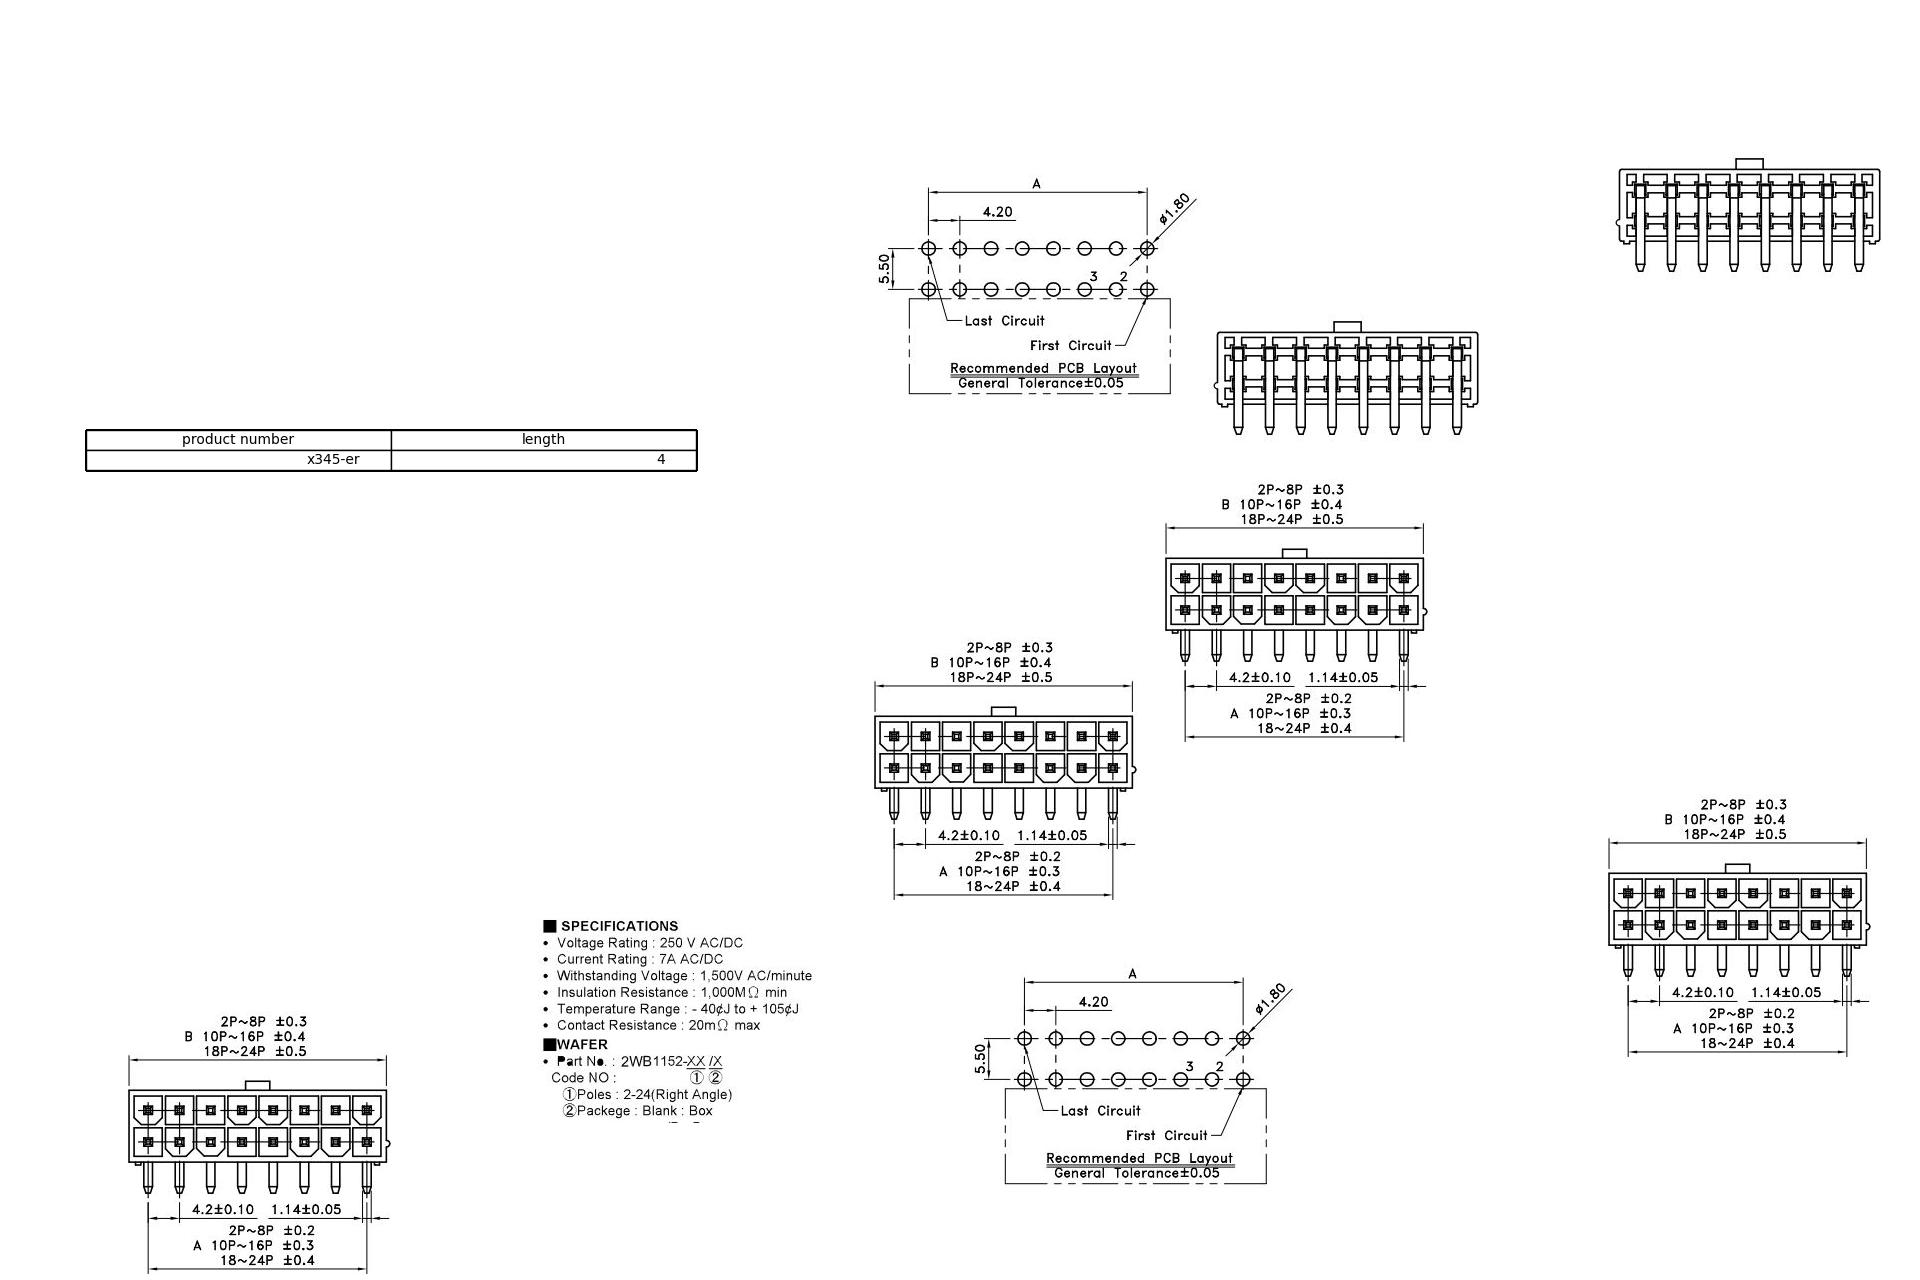 A
4.20
ø1.80
5.50
3 2
Last Circuit
First Circuit
Recommended PCB Layout
General Tolerance±0.05
product number length
x345-er 4
2P~8P ±0.3
B 10P~16P ±0.4
18P~24P ±0.5
4.2±0.10 1.14±0.05
2P~8P ±0.2
A 10P~16P ±0.3
18~24P ±0.4
2P~8P ±0.3
B 10P~16P ±0.4
18P~24P ±0.5
4.2±0.10 1.14±0.05
2P~8P ±0.2
A 10P~16P ±0.3
18~24P ±0.4
2P~8P ±0.3
B 10P~16P ±0.4
18P~24P ±0.5
4.2±0.10 1.14±0.05
2P~8P ±0.2
A 10P~16P ±0.3
18~24P ±0.4
■ SPECIFICATIONS
• Voltage Rating : 250 V AC/DC
• Current Rating : 7A AC/DC
• Withstanding Voltage : 1,500V AC/minute
• Insulation Resistance : 1,000MΩ min
• Temperature Range : - 40¢J to + 105¢J
• Contact Resistance : 20mΩ max
■WAFER
• Part No. : 2WB1152-XX /X
Code NO : ① ②
①Poles : 2-24(Right Angle)
②Packege : Blank : Box
A
4.20
ø1.80
5.50
3 2
Last Circuit
First Circuit
Recommended PCB Layout
General Tolerance±0.05
2P~8P ±0.3
B 10P~16P ±0.4
18P~24P ±0.5
4.2±0.10 1.14±0.05
2P~8P ±0.2
A 10P~16P ±0.3
18~24P ±0.4